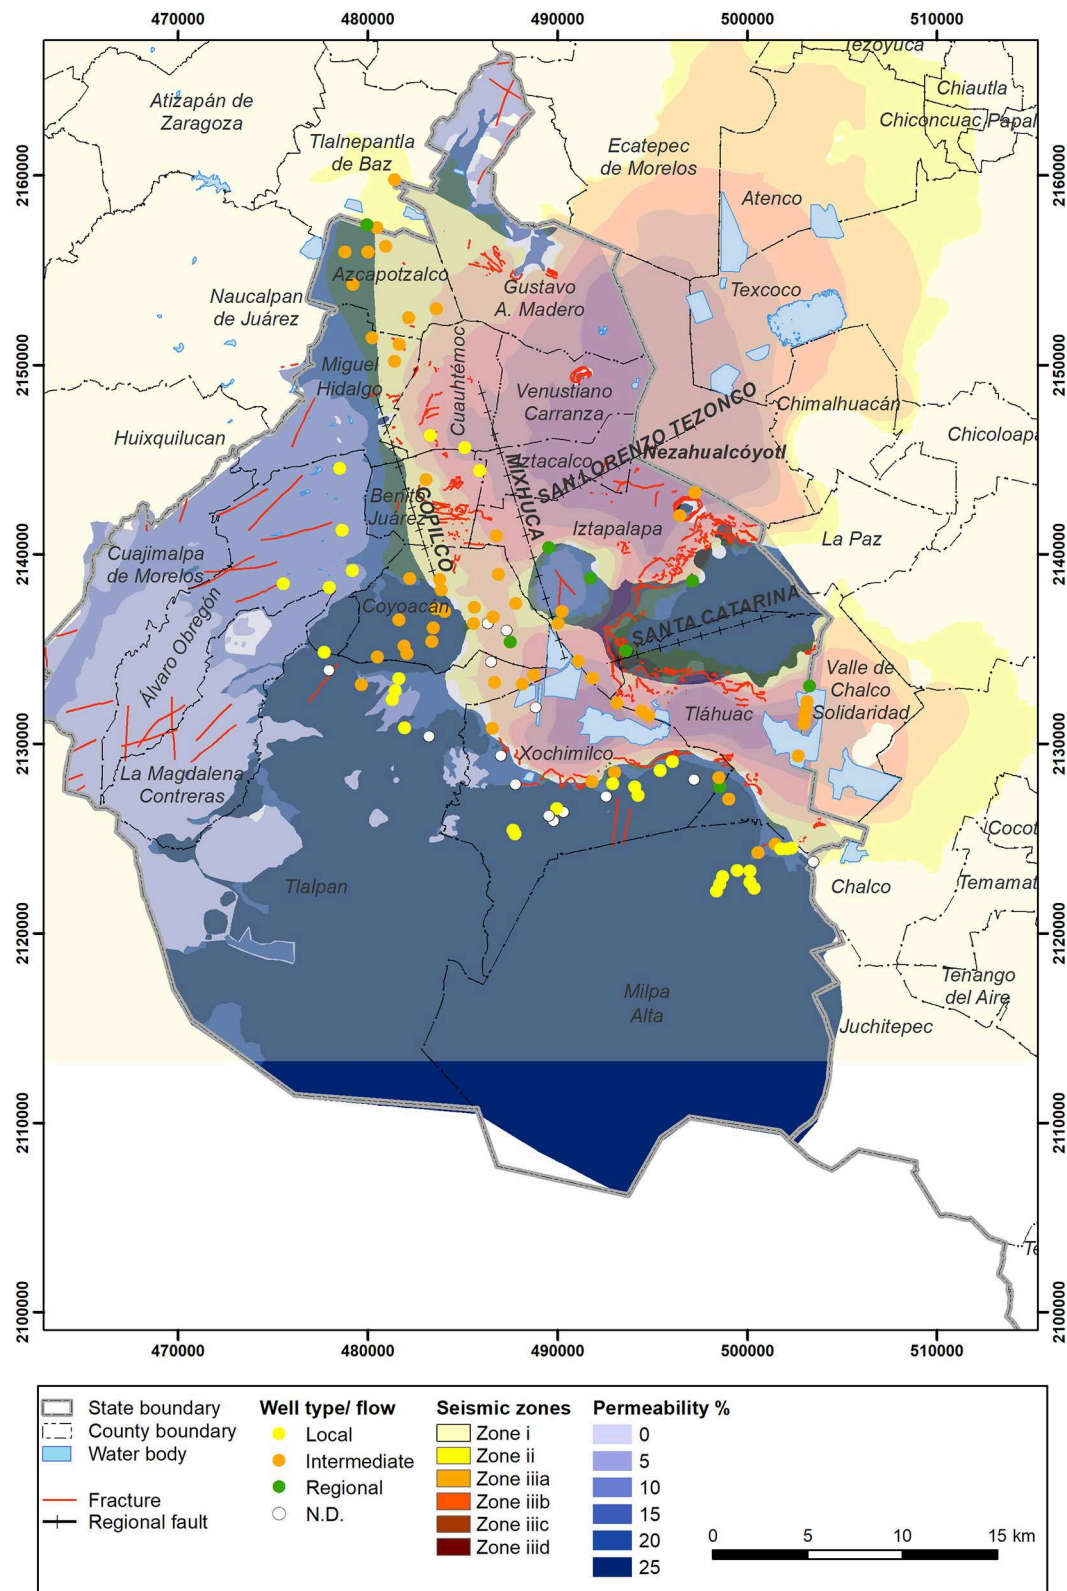 470000 480000 490000 500000 510000
Tezoyuca
Chiautla
Atizapán de
Zaragoza
Chiconcuac Papal
Tlalnepantla
de Baz
Ecatepec
de Morelos
2160000 2160000
Atenco
Azcapotzalco
Naucalpan
de Juárez
Gustavo
A. Madero
Texcoco
2150000 2150000
Miguel
Hidalgo
Cuauhtémoc
Venustiano
Carranza
Chimalhuacán
Huixquilucan
Chicoloapa
SAN LORENZO TEZONCO
Nezahualcóyotl
MIXHUCA
Iztacalco
Benito
Juárez
COPILCO
Iztapalapa
La Paz
2140000 2140000
Cuajimalpa
de Morelos
Coyoacán
Álvaro Obregón
SANTA CATARINA
Valle de
Chalco
Solidaridad
Tláhuac
2130000 2130000
Xochimilco
La Magdalena
Contreras
Cocot
Tlalpan
Chalco
Temamat
2120000 2120000
Tenango
del Aire
Milpa
Alta
Juchitepec
2110000 2110000
Te
2100000 2100000
470000 480000 490000 500000 510000
State boundary
County boundary
Water body
Fracture
Regional fault
Well type/ flow
Local
Intermediate
Regional
N.D.
Seismic zones
Zone i
Zone ii
Zone iiia
Zone iiib
Zone iiic
Zone iiid
Permeability %
0
5
10
15
20
25
0 5 10 15 km